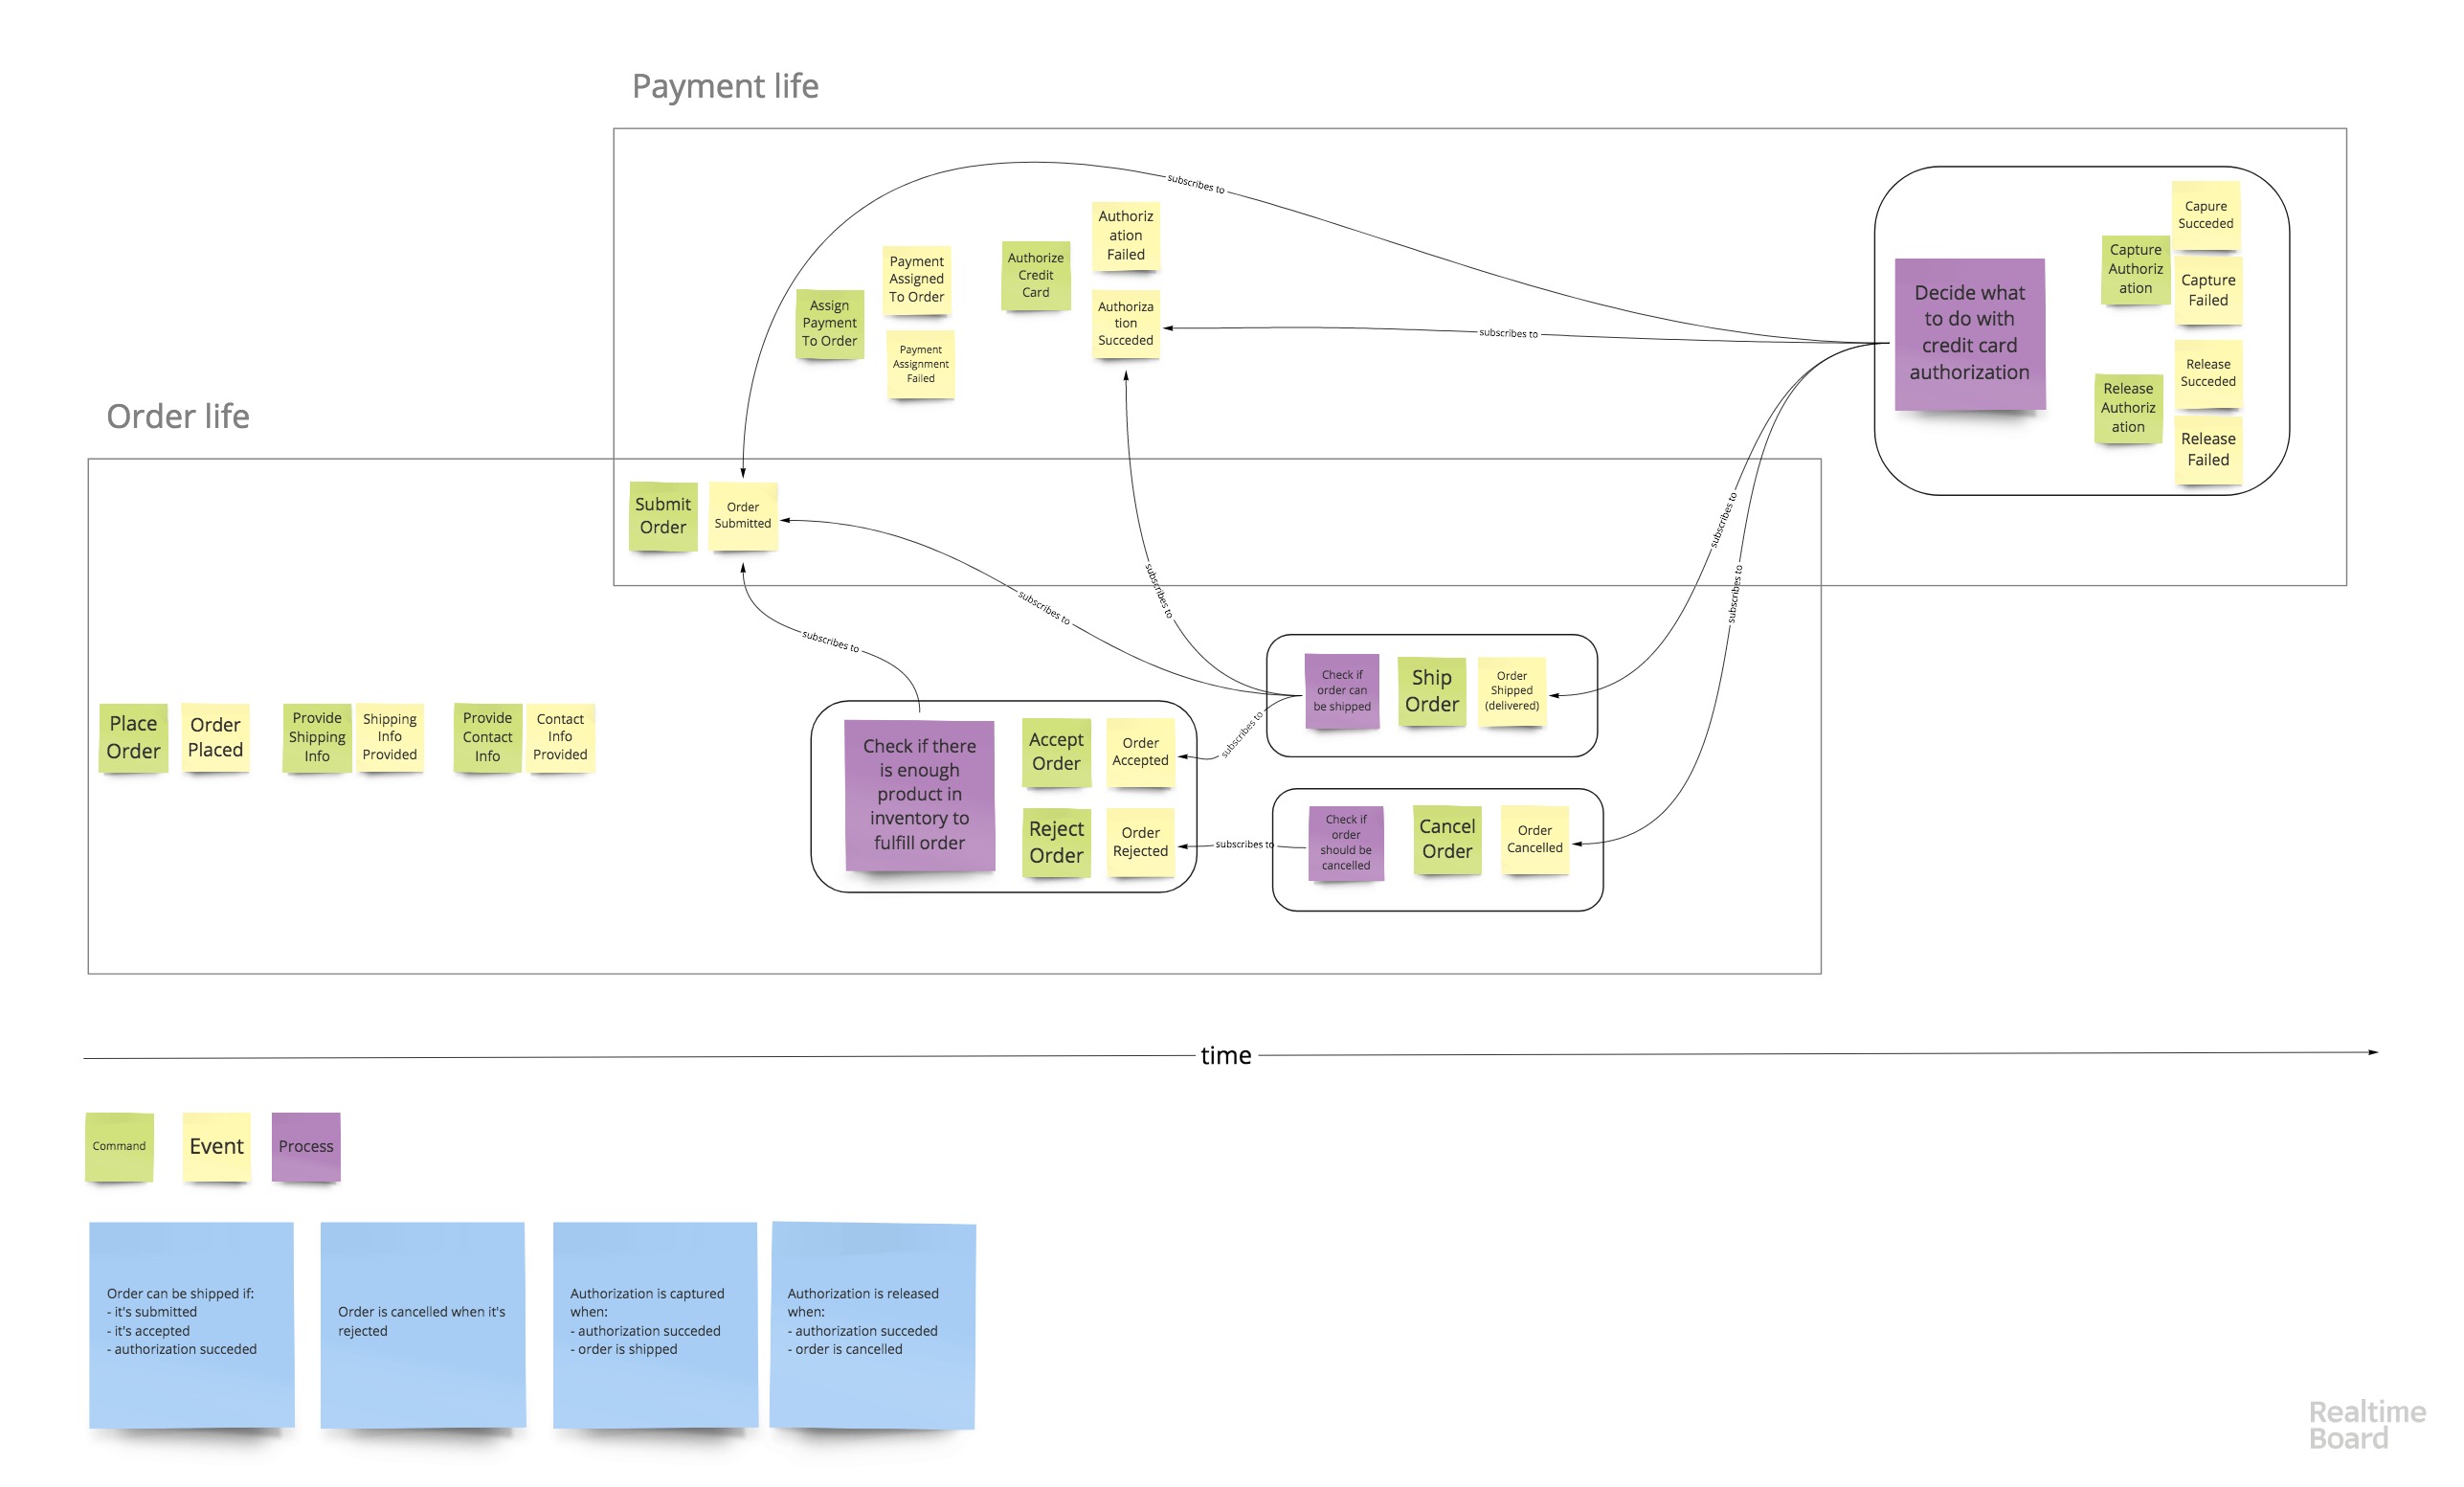 Payment life
subscribes to
Authoriz
ation
Failed
Capure
Succeded
Payment
Assigned
To Order
Authorize
Credit
Card
Capture
Authoriz
ation
Capture
Failed
Assign
Payment
To Order
Authoriza
tion
Succeded
subscribes to
Decide what
to do with
credit card
authorization
Payment
Assignment
Failed
Release
Succeded
Release
Authoriz
ation
Release
Failed
Order life
Submit
Order
Order
Submitted
subscribes to
subscribes to
subscribes to
subscribes to
subscribes to
Place
Order
Order
Placed
Provide
Shipping
Info
Shipping
Info
Provided
Provide
Contact
Info
Contact
Info
Provided
Check if there
is enough
product in
inventory to
fulfill order
Accept
Order
Order
Accepted
Reject
Order
Order
Rejected
subscribes to
Check if
order can
be shipped
Ship
Order
Order
Shipped
(delivered)
subscribes to
Check if
order
should be
cancelled
Cancel
Order
Order
Cancelled
time
Command
Event
Process
Order can be shipped if:
- it's submitted
- it's accepted
- authorization succeded
Order is cancelled when it's
rejected
Authorization is captured
when:
- authorization succeded
- order is shipped
Authorization is released
when:
- authorization succeded
- order is cancelled
Realtime
Board